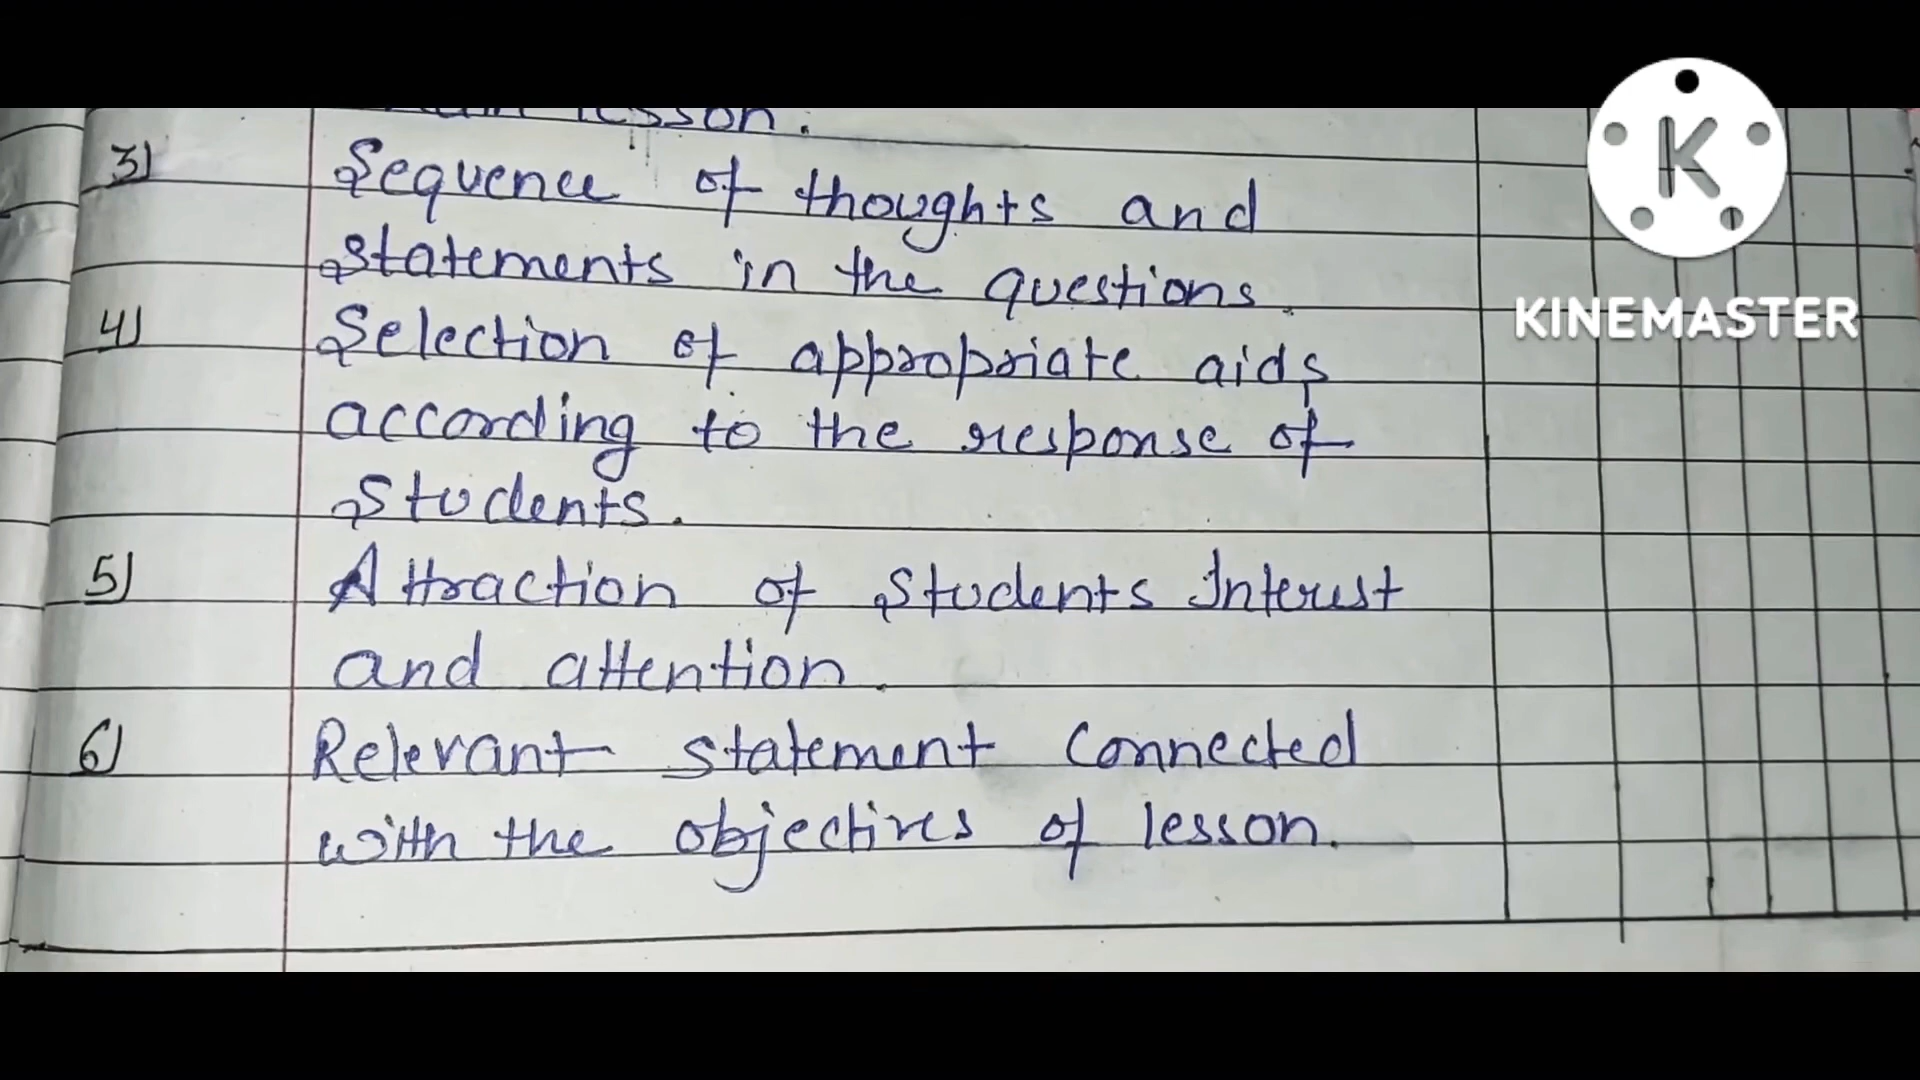 lesson.
3) Sequence of thoughts and
statements in the questions.
4) Selection of appropriate aids
according to the response of
Students.
5) Attraction of Students Interest
and attention.
6) Relevant statement connected
with the objectives of lesson.
KINEMASTER